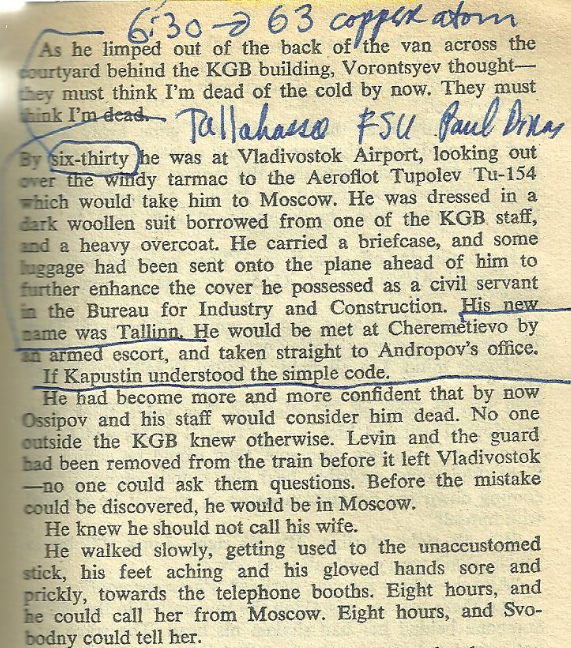 6:30 → 63 copper atom
As he limped out of the back of the van across the
courtyard behind the KGB building, Vorontsyev thought—
they must think I'm dead of the cold by now. They must
think I'm dead.
Tallahasse FSU Paul Dirac
By six-thirty he was at Vladivostok Airport, looking out
over the windy tarmac to the Aeroflot Tupolev Tu-154
which would take him to Moscow. He was dressed in a
dark woollen suit borrowed from one of the KGB staff,
and a heavy overcoat. He carried a briefcase, and some
luggage had been sent onto the plane ahead of him to
further enhance the cover he possessed as a civil servant
in the Bureau for Industry and Construction. His new
name was Tallinn. He would be met at Cheremetievo by
an armed escort, and taken straight to Andropov's office.
If Kapustin understood the simple code.
He had become more and more confident that by now
Ossipov and his staff would consider him dead. No one
outside the KGB knew otherwise. Levin and the guard
had been removed from the train before it left Vladivostok
—no one could ask them questions. Before the mistake
could be discovered, he would be in Moscow.
He knew he should not call his wife.
He walked slowly, getting used to the unaccustomed
stick, his feet aching and his gloved hands sore and
prickly, towards the telephone booths. Eight hours, and
he could call her from Moscow. Eight hours, and Svo-
bodny could tell her.